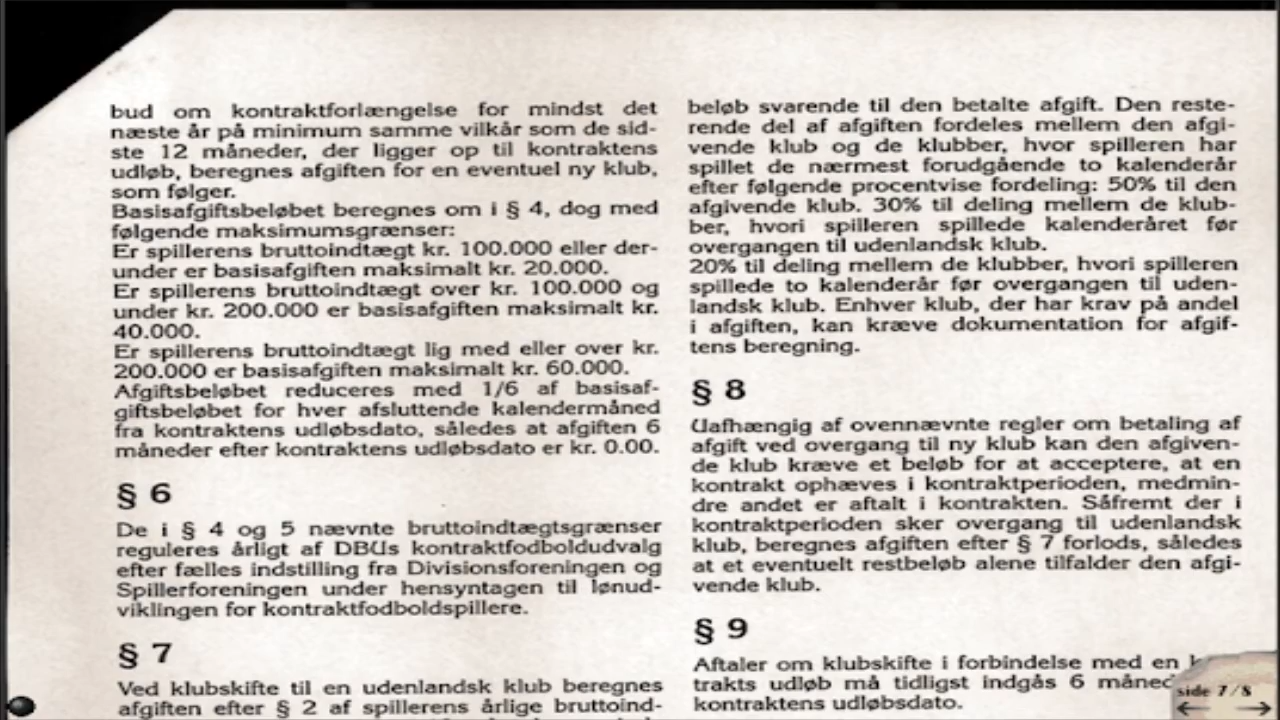 bud om kontraktforlængelse for mindst det
næste år på minimum samme vilkår som de sid-
ste 12 måneder, der ligger op til kontraktens
udløb, beregnes afgiften for en eventuel ny klub,
som følger.
Basisafgiftsbeløbet beregnes om i § 4, dog med
følgende maksimumsgrænser:
Er spillerens bruttoindtægt kr. 100.000 eller der-
under er basisafgiften maksimalt kr. 20.000.
Er spillerens bruttoindtægt over kr. 100.000 og
under kr. 200.000 er basisafgiften maksimalt kr.
40.000.
Er spillerens bruttoindtægt lig med eller over kr.
200.000 er basisafgiften maksimalt kr. 60.000.
Afgiftsbeløbet reduceres med 1/6 af basisaf-
giftsbeløbet for hver afsluttende kalendermåned
fra kontraktens udløbsdato, således at afgiften 6
måneder efter kontraktens udløbsdato er kr. 0.00.
§ 6
De i § 4 og 5 nævnte bruttoindtægtsgrænser
reguleres årligt af DBUs kontraktfodboldudvalg
efter fælles indstilling fra Divisionsforeningen og
Spillerforeningen under hensyntagen til lønud-
viklingen for kontraktfodboldspillere.
§ 7
Ved klubskifte til en udenlandsk klub beregnes
afgiften efter § 2 af spillerens årlige bruttoind-
beløb svarende til den betalte afgift. Den reste-
rende del af afgiften fordeles mellem den afgi-
vende klub og de klubber, hvor spilleren har
spillet de nærmest forudgående to kalenderår
efter følgende procentvise fordeling: 50% til den
afgivende klub. 30% til deling mellem de klub-
ber, hvori spilleren spillede kalenderåret før
overgangen til udenlandsk klub.
20% til deling mellem de klubber, hvori spilleren
spillede to kalenderår før overgangen til uden-
landsk klub. Enhver klub, der har krav på andel
i afgiften, kan kræve dokumentation for afgif-
tens beregning.
§ 8
Uafhængig af ovennævnte regler om betaling af
afgift ved overgang til ny klub kan den afgiven-
de klub kræve et beløb for at acceptere, at en
kontrakt ophæves i kontraktperioden, medmin-
dre andet er aftalt i kontrakten. Såfremt der i
kontraktperioden sker overgang til udenlandsk
klub, beregnes afgiften efter § 7 forlods, således
at et eventuelt restbeløb alene tilfalder den afgi-
vende klub.
§ 9
Aftaler om klubskifte i forbindelse med en
trakts udløb må tidligst indgås 6 måned
kontraktens udløbsdato.
side 7/8